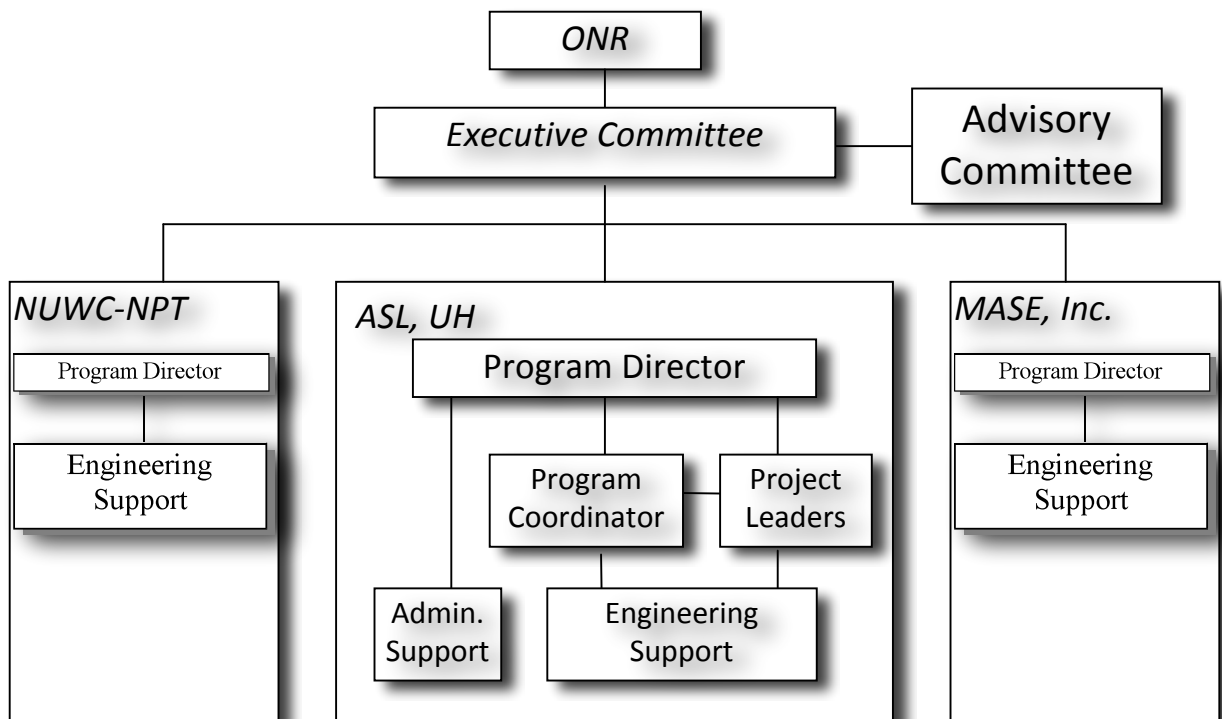 ONR
Executive Committee
Advisory
Committee
NUWC-NPT
Program Director
Engineering
Support
ASL, UH
Program Director
Program
Coordinator
Project
Leaders
Admin.
Support
Engineering
Support
MASE, Inc.
Program Director
Engineering
Support